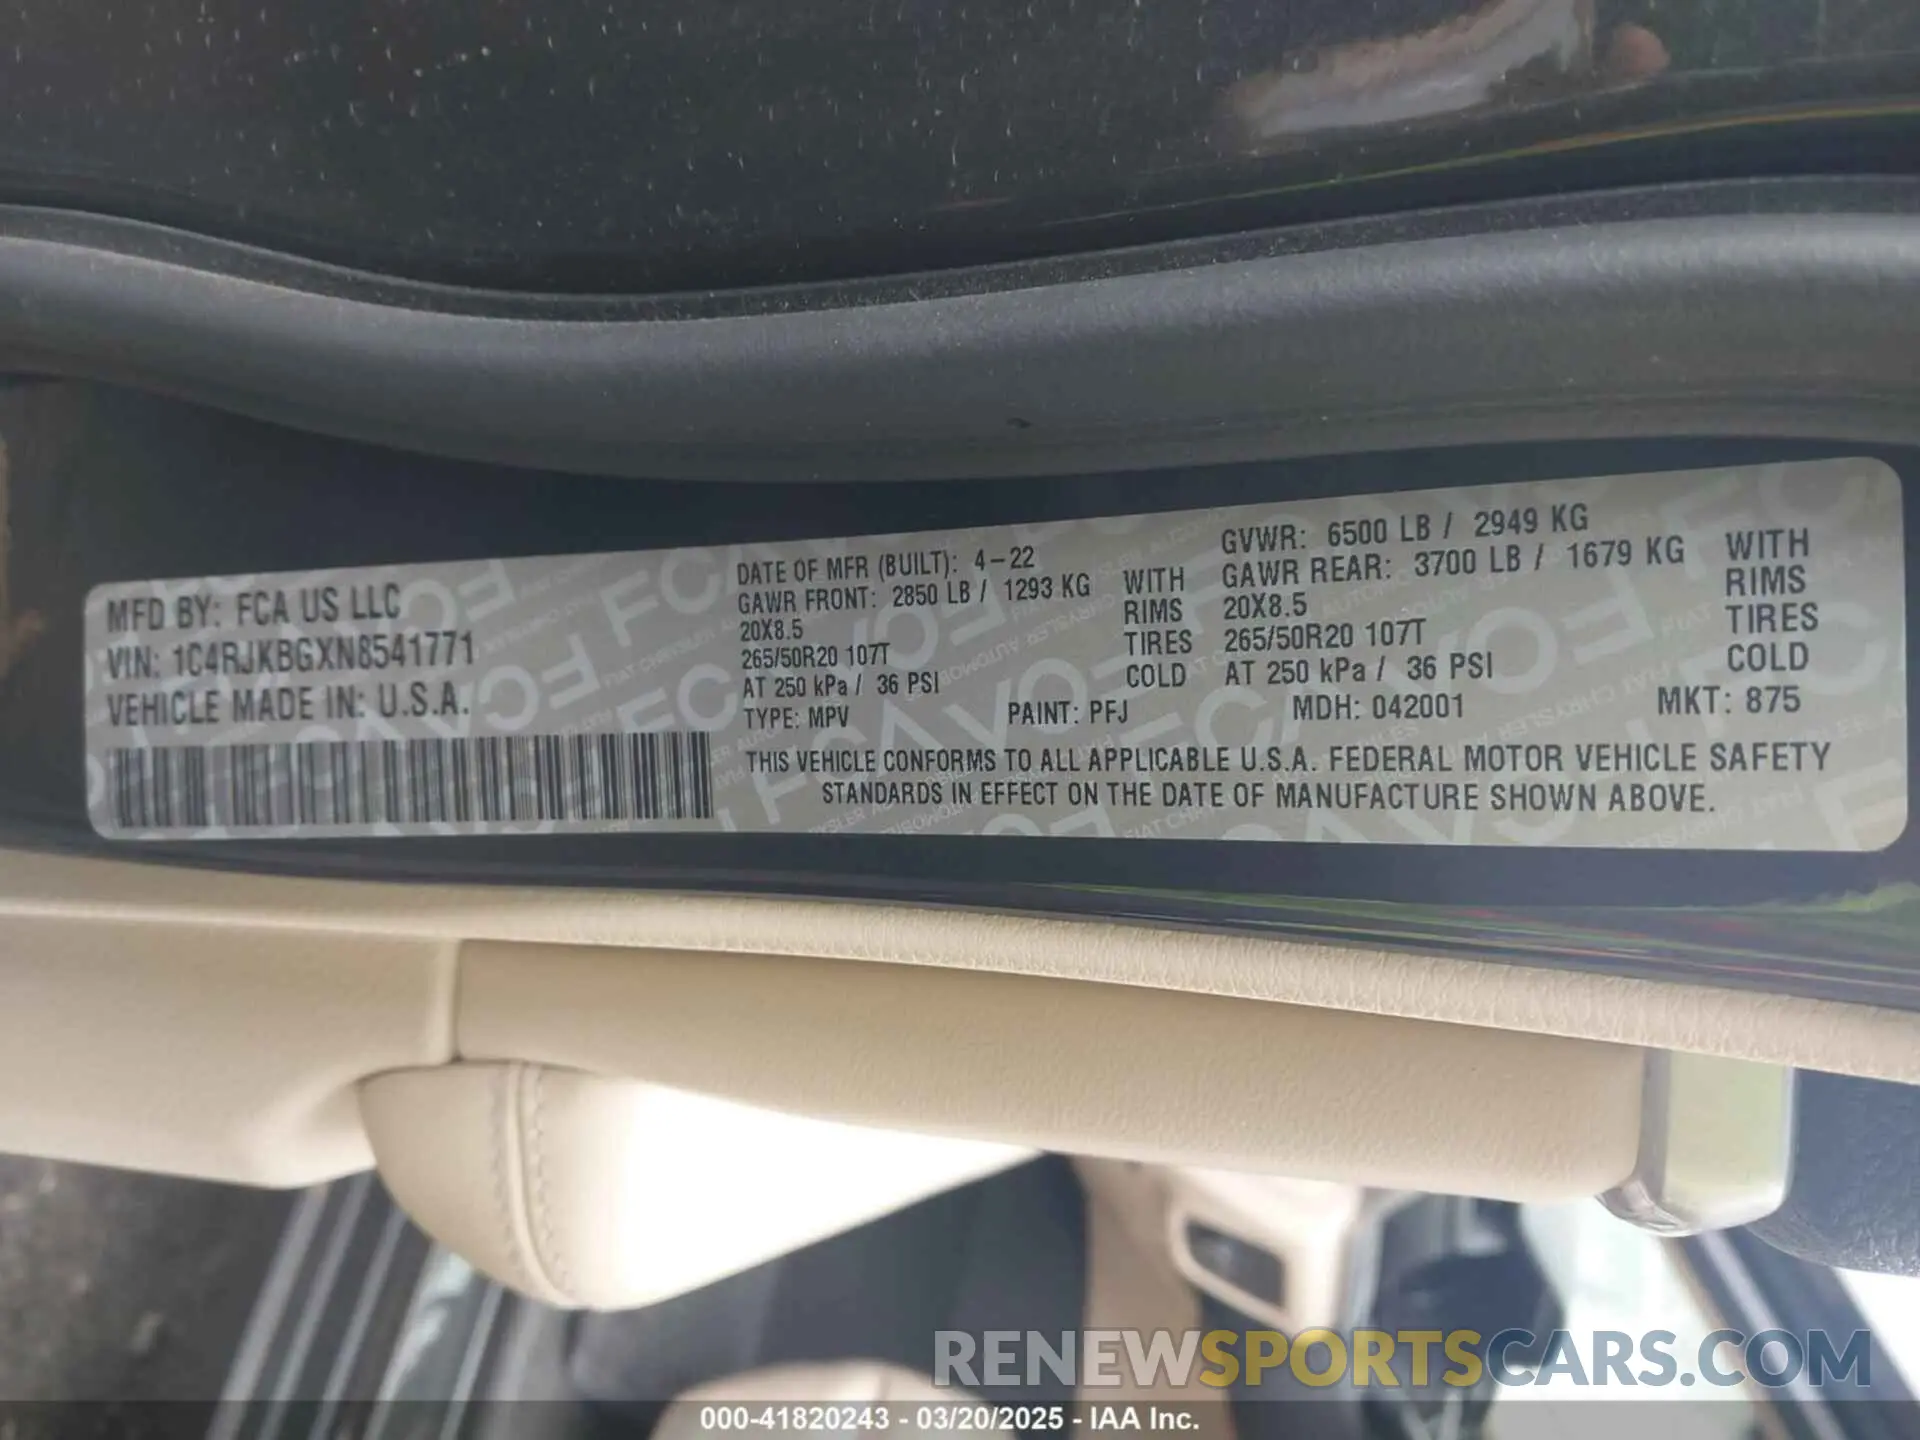 MFD BY: FCA US LLC
VIN: 1C4RJKBGXN8541771
VEHICLE MADE IN: U.S.A.
DATE OF MFR (BUILT): 4-22
GAWR FRONT: 2850 LB / 1293 KG
20X8.5
265/50R20 107T
AT 250 kPa / 36 PSI
WITH
RIMS
TIRES
COLD
GVWR: 6500 LB / 2949 KG
GAWR REAR: 3700 LB / 1679 KG
20X8.5
265/50R20 107T
AT 250 kPa / 36 PSI
WITH
RIMS
TIRES
COLD
TYPE: MPV PAINT: PFJ MDH: 042001 MKT: 875
THIS VEHICLE CONFORMS TO ALL APPLICABLE U.S.A. FEDERAL MOTOR VEHICLE SAFETY
STANDARDS IN EFFECT ON THE DATE OF MANUFACTURE SHOWN ABOVE.
RENEWSPORTSCARS.COM
000-41820243 - 03/20/2025 - IAA Inc.